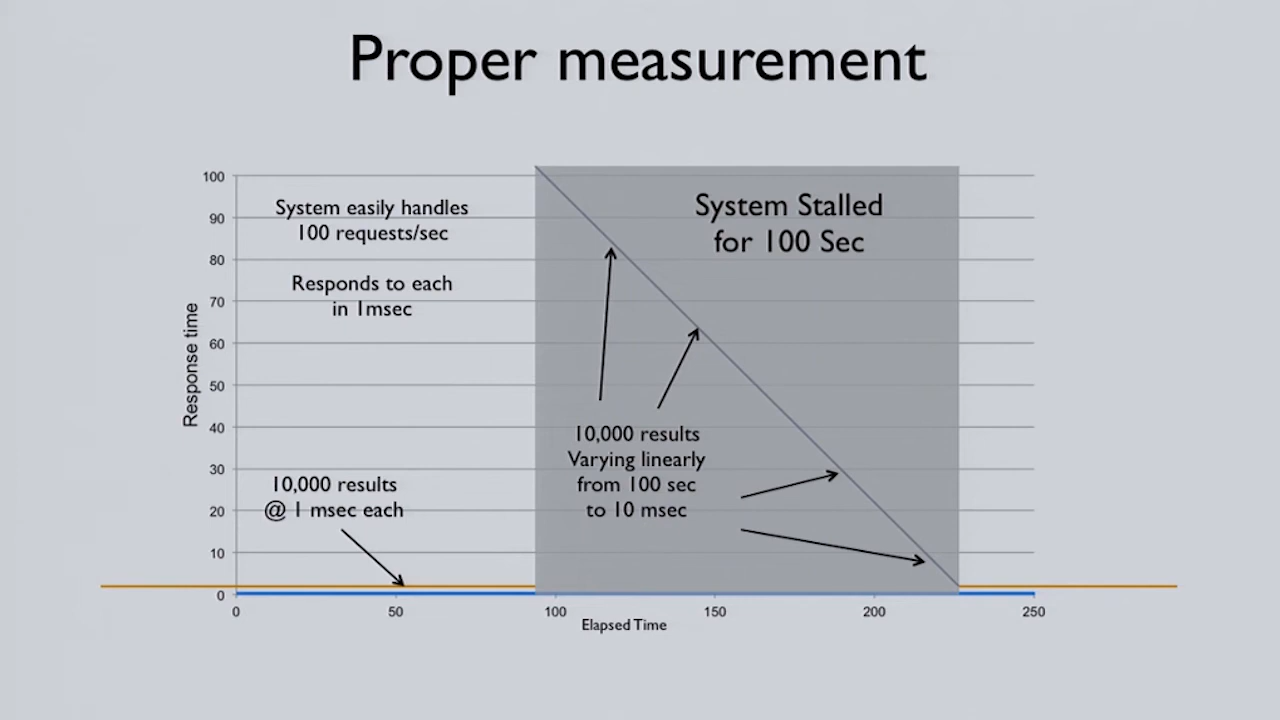 Proper measurement
System easily handles
100 requests/sec
Responds to each
in 1msec
System Stalled
for 100 Sec
10,000 results
Varying linearly
from 100 sec
to 10 msec
10,000 results
@ 1 msec each
Response time
100
90
80
70
60
50
40
30
20
10
0
0
50
100
150
200
250
Elapsed Time